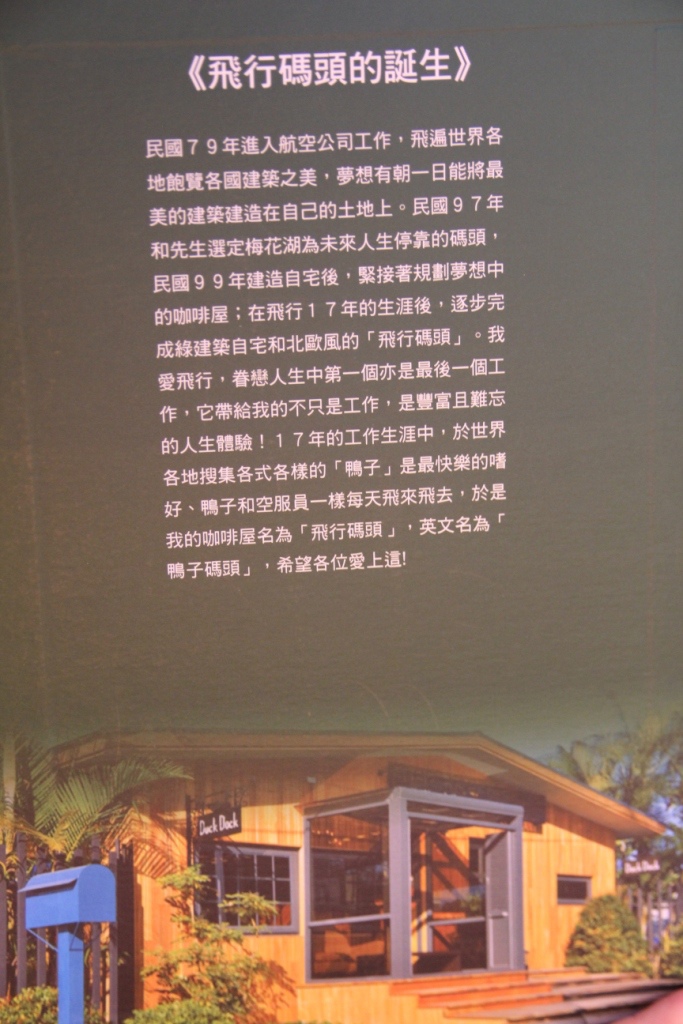 《飛行碼頭的誕生》
民國７９年進入航空公司工作，飛遍世界各
地飽覽各國建築之美，夢想有朝一日能將最
美的建築建造在自己的土地上。民國９７年
和先生選定梅花湖為未來人生停靠的碼頭，
民國９９年建造自宅後，緊接著規劃夢想中
的咖啡屋；在飛行１７年的生涯後，逐步完
成綠建築自宅和北歐風的「飛行碼頭」。我
愛飛行，眷戀人生中第一個亦是最後一個工
作，它帶給我的不只是工作，是豐富且難忘
的人生體驗！１７年的工作生涯中，於世界
各地搜集各式各樣的「鴨子」是最快樂的嗜
好、鴨子和空服員一樣每天飛來飛去，於是
我的咖啡屋名為「飛行碼頭」，英文名為「
鴨子碼頭」，希望各位愛上這!
Duck Dock
Duck Dock